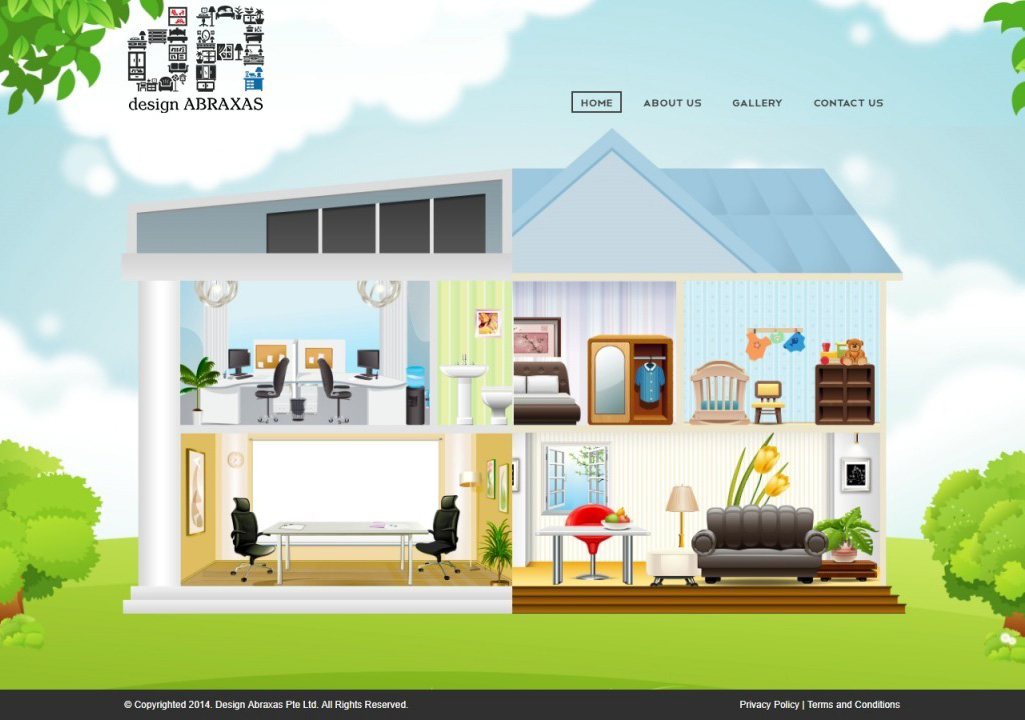 design ABRAXAS
HOME ABOUT US GALLERY CONTACT US
© Copyrighted 2014. Design Abraxas Pte Ltd. All Rights Reserved. Privacy Policy | Terms and Conditions